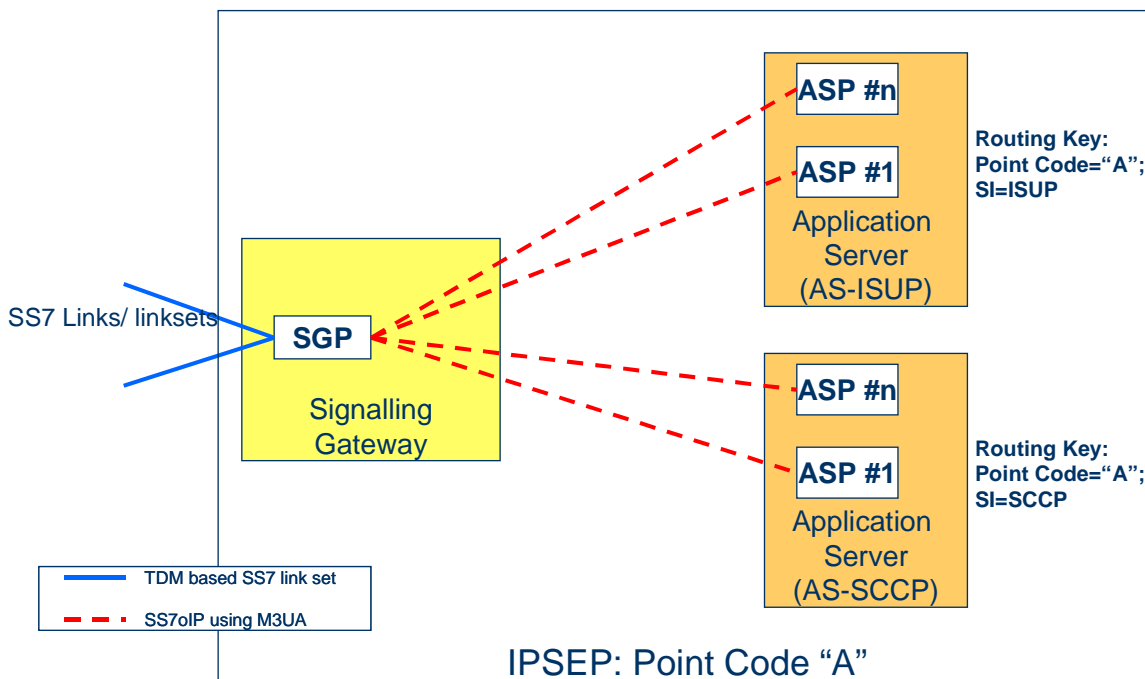 ASP #n
ASP #1
Application
Server
(AS-ISUP)
Routing Key:
Point Code=“A”;
SI=ISUP
SS7 Links/ linksets
SGP
Signalling
Gateway
ASP #n
ASP #1
Application
Server
(AS-SCCP)
Routing Key:
Point Code=“A”;
SI=SCCP
TDM based SS7 link set
SS7oIP using M3UA
IPSEP: Point Code “A”